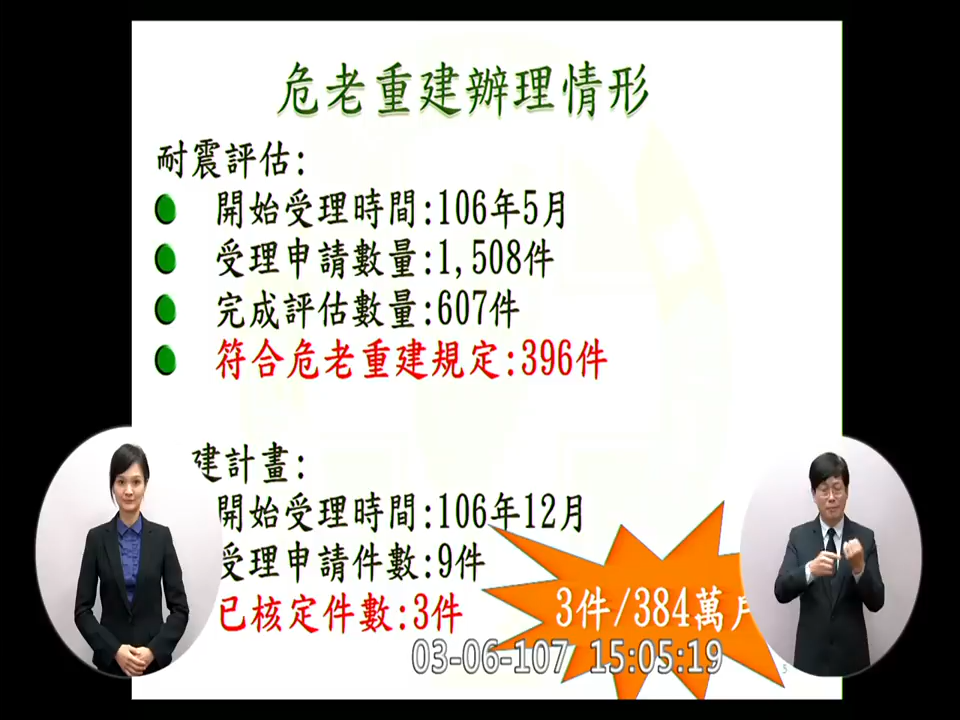 危老重建辦理情形
耐震評估:
開始受理時間:106年5月
受理申請數量:1,508件
完成評估數量:607件
符合危老重建規定:396件
建計畫:
開始受理時間:106年12月
受理申請件數:9件
已核定件數:3件
3件/384萬戶
03-06-107 15:05:19
5